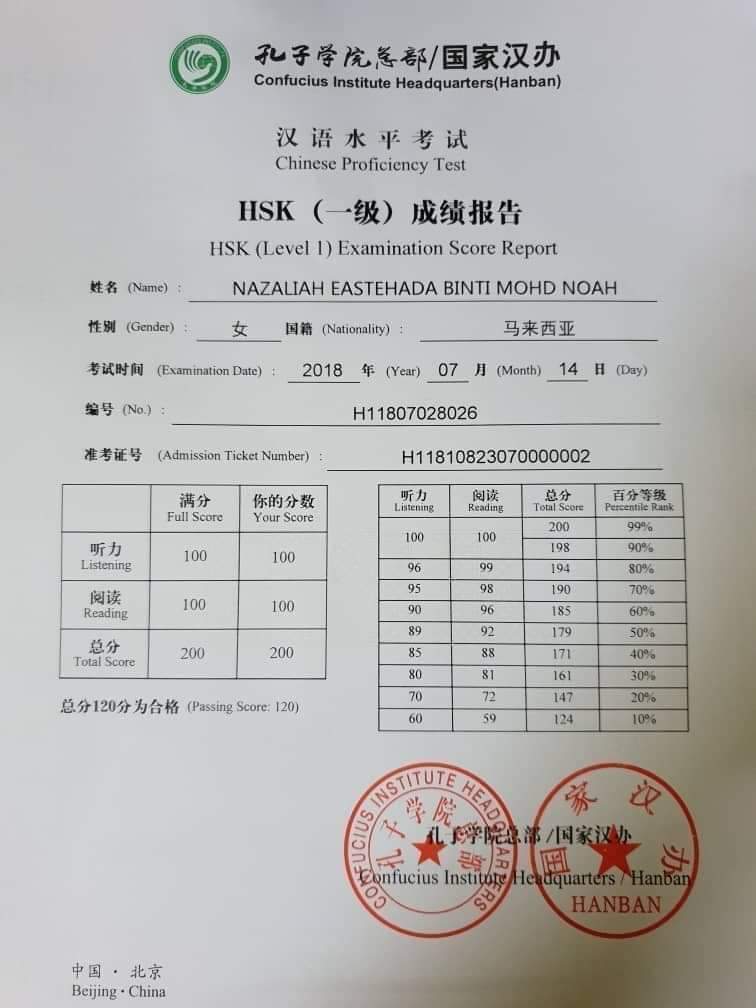 孔子学院总部/国家汉办
Confucius Institute Headquarters(Hanban)
汉语水平考试
Chinese Proficiency Test
HSK（一级）成绩报告
HSK (Level 1) Examination Score Report
姓名 (Name) : NAZALIAH EASTEHADA BINTI MOHD NOAH
性别 (Gender) : 女 国籍 (Nationality) : 马来西亚
考试时间 (Examination Date) : 2018 年 (Year) 07 月 (Month) 14 日 (Day)
编号 (No.) : H11807028026
准考证号 (Admission Ticket Number) : H11810823070000002
满分 你的分数
Full Score Your Score
听力 100 100
Listening
阅读 100 100
Reading
总分 200 200
Total Score
总分120分为合格 (Passing Score: 120)
听力 阅读 总分 百分等级
Listening Reading Total Score Percentile Rank
100 100 200 99%
198 90%
96 99 194 80%
95 98 190 70%
90 96 185 60%
89 92 179 50%
85 88 171 40%
80 81 161 30%
70 72 147 20%
60 59 124 10%
CONFUCIUS INSTITUTE HEADQUARTERS
孔子学院总部
国家汉办
HANBAN
孔子学院总部 /国家汉办
Confucius Institute Headquarters / Hanban
中国 · 北京
Beijing · China